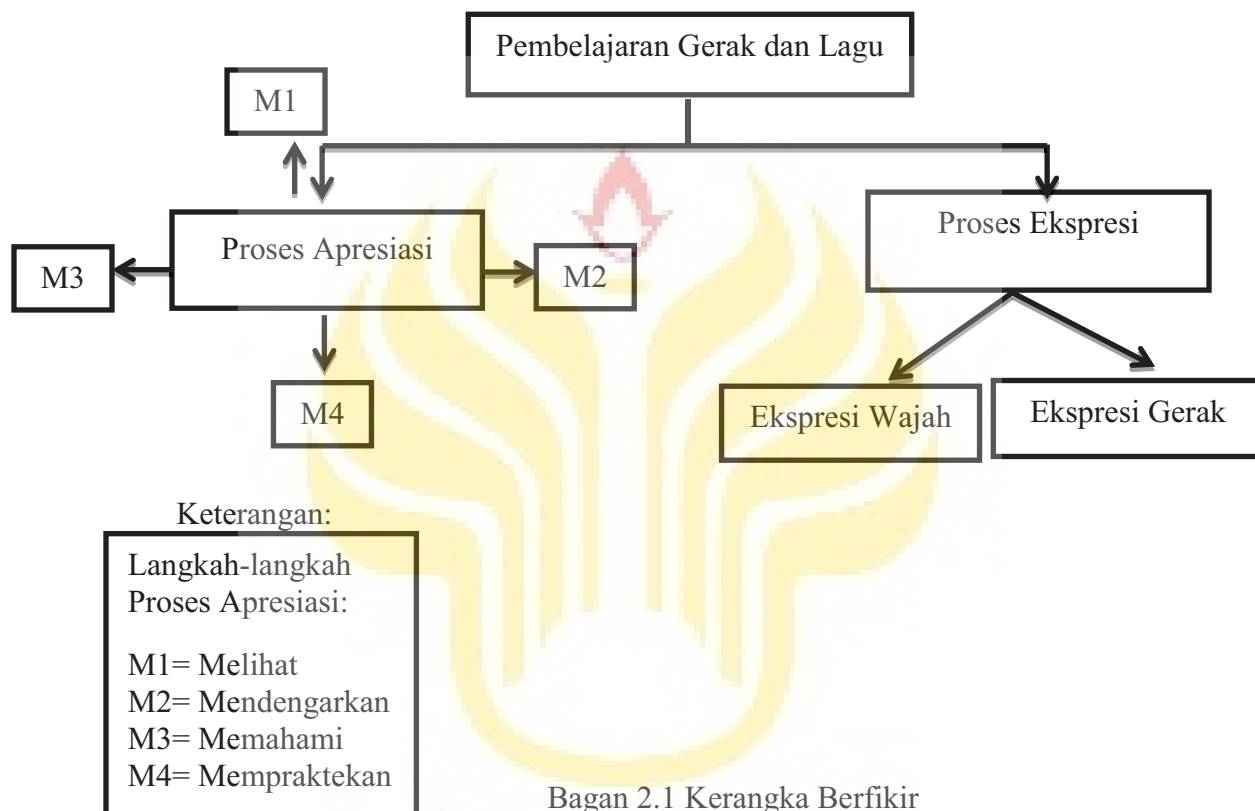 Pembelajaran Gerak dan Lagu
M1
Proses Apresiasi
Proses Ekspresi
M3
M2
M4
Ekspresi Wajah
Ekspresi Gerak
Keterangan:
Langkah-langkah
Proses Apresiasi:
M1= Melihat
M2= Mendengarkan
M3= Memahami
M4= Mempraktekan
Bagan 2.1 Kerangka Berfikir